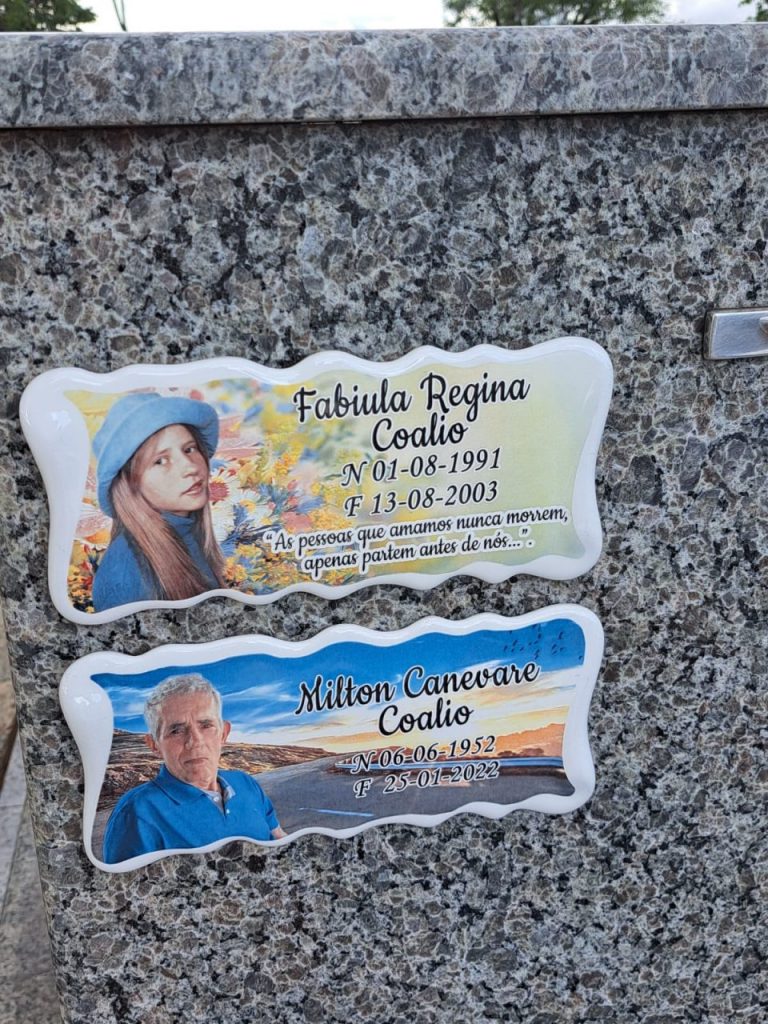 Fabiula Regina
Coalio
N 01-08-1991
F 13-08-2003
“As pessoas que amamos nunca morrem,
apenas partem antes de nós...”.
Milton Canevare
Coalio
N 06-06-1952
F 25-01-2022